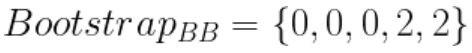 Bootstrap_{BB} = {0, 0, 0, 2, 2}